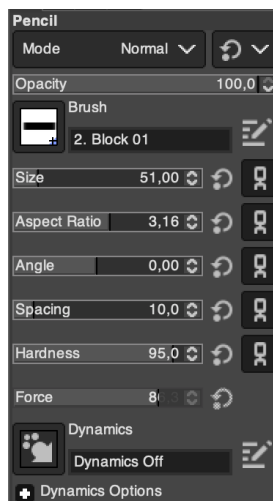 Pencil
Mode Normal
Opacity 100,0
Brush
2. Block 01
Size 51,00
Aspect Ratio 3,16
Angle 0,00
Spacing 10,0
Hardness 95,0
Force
Dynamics
Dynamics Off
Dynamics Options